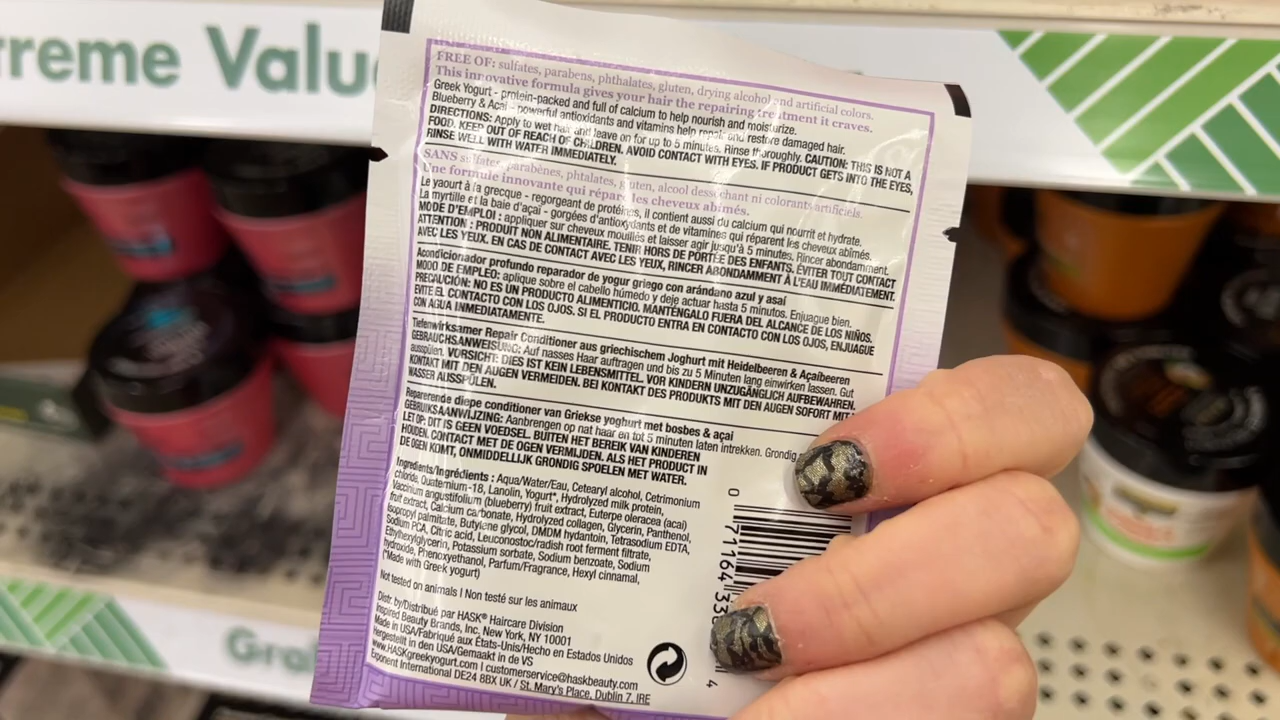 reme Valu
FREE OF: sulfates, parabens, phthalates, gluten, drying alcohol and artificial colors.
This innovative formula gives your hair the repairing treatment it craves.
Greek Yogurt - protein-packed and full of calcium to help nourish and moisturize.
Blueberry & Acai - powerful antioxidants and vitamins help repair and restore damaged hair.
DIRECTIONS: Apply to wet hair and leave on for up to 5 minutes. Rinse thoroughly. CAUTION: THIS IS NOT A
FOOD. KEEP OUT OF REACH OF CHILDREN. AVOID CONTACT WITH EYES. IF PRODUCT GETS INTO THE EYES,
RINSE WELL WITH WATER IMMEDIATELY.
SANS sulfates, parabènes, phtalates, gluten, alcool desséchant ni colorants artificiels.
Une formule innovante qui répare les cheveux abîmés.
Le yaourt à la grecque - regorgeant de protéines, il contient aussi du calcium qui nourrit et hydrate.
La myrtille et la baie d'açai - gorgées d'antioxydants et de vitamines qui réparent les cheveux abîmés.
MODE D'EMPLOI : appliquer sur cheveux mouillés et laisser agir jusqu'à 5 minutes. Rincer abondamment.
ATTENTION : PRODUIT NON ALIMENTAIRE. TENIR HORS DE PORTÉE DES ENFANTS. ÉVITER TOUT CONTACT
AVEC LES YEUX. EN CAS DE CONTACT AVEC LES YEUX, RINCER ABONDAMMENT À L'EAU IMMÉDIATEMENT.
Acondicionador profundo reparador de yogur griego con arándano azul y asaí
MODO DE EMPLEO: aplique sobre el cabello húmedo y deje actuar hasta 5 minutos. Enjuague bien.
PRECAUCIÓN: NO ES UN PRODUCTO ALIMENTICIO. MANTÉNGALO FUERA DEL ALCANCE DE LOS NIÑOS.
EVITE EL CONTACTO CON LOS OJOS. SI EL PRODUCTO ENTRA EN CONTACTO CON LOS OJOS, ENJUAGUE
CON AGUA INMEDIATAMENTE.
Tiefenwirksamer Repair Conditioner aus griechischem Joghurt mit Heidelbeeren & Açaíbeeren
GEBRAUCHSANWEISUNG: Auf nasses Haar auftragen und bis zu 5 Minuten lang einwirken lassen. Gut
ausspülen. VORSICHT: DIES IST KEIN LEBENSMITTEL. VOR KINDERN UNZUGÄNGLICH AUFBEWAHREN.
KONTAKT MIT DEN AUGEN VERMEIDEN. BEI KONTAKT DES PRODUKTS MIT DEN AUGEN SOFORT MIT
WASSER AUSSPÜLEN.
Reparerende diepe conditioner van Griekse yoghurt met bosbes & açai
GEBRUIKSAANWIJZING: Aanbrengen op nat haar en tot 5 minuten laten intrekken. Grondig
LET OP: DIT IS GEEN VOEDSEL. BUITEN HET BEREIK VAN KINDEREN
HOUDEN. CONTACT MET DE OGEN VERMIJDEN. ALS HET PRODUCT IN
DE OGEN KOMT, ONMIDDELLIJK GRONDIG SPOELEN MET WATER.
Ingredients/Ingrédients : Aqua/Water/Eau, Cetearyl alcohol, Cetrimonium
chloride, Quaternium-18, Lanolin, Yogurt*, Hydrolyzed milk protein,
Vaccinium angustifolium (blueberry) fruit extract, Euterpe oleracea (acai)
fruit extract, Calcium carbonate, Hydrolyzed collagen, Glycerin, Panthenol,
Isopropyl palmitate, Butylene glycol, DMDM hydantoin, Tetrasodium EDTA,
Sodium PCA, Citric acid, Leuconostoc/radish root ferment filtrate,
Ethylhexylglycerin, Potassium sorbate, Sodium benzoate, Sodium
hydroxide, Phenoxyethanol, Parfum/Fragrance, Hexyl cinnamal,
(*Made with Greek yogurt)
Not tested on animals I Non testé sur les animaux
Distr. by/Distribué par HASK® Haircare Division
Inspired Beauty Brands, Inc. New York, NY 10001
Made in USA/Fabriqué aux États-Unis/Hecho en Estados Unidos
Hergestellt in den USA/Gemaakt in de VS
www.HASKgreekyogurt.com I customerservice@haskbeauty.com
Exponent International DE24 8BX UK / St. Mary's Place, Dublin 7, IRE
0 71164 33 4